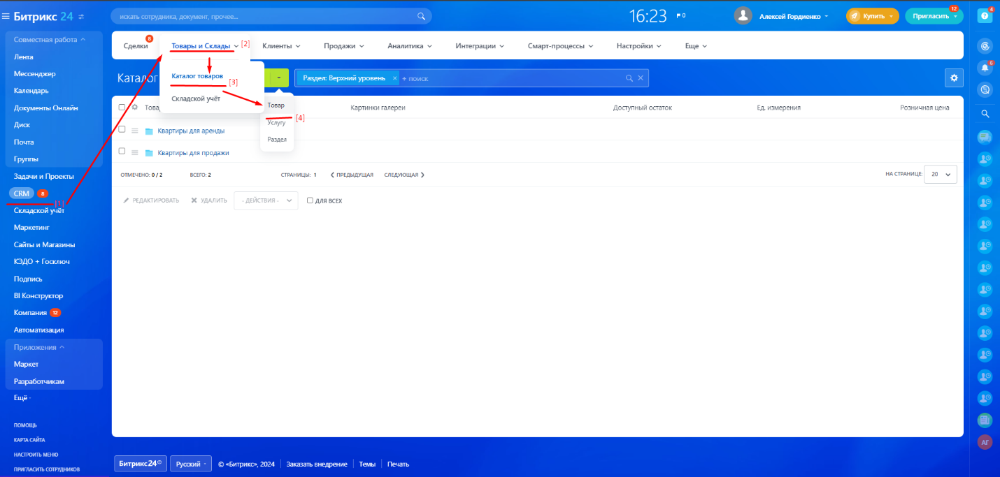 Битрикс 24
искать сотрудника, документ, прочее...
16:23
0
Алексей Гордиенко
Купить
Пригласить
12
4
Совместная работа
Лента
Мессенджер
Календарь
Документы Онлайн
Диск
Почта
Группы
Задачи и Проекты
CRM 8
[1]
Складской учёт
Маркетинг
Сайты и Магазины
КЭДО + Госключ
Подпись
BI Конструктор
Компания 12
Автоматизация
Приложения
Маркет
Разработчикам
Ещё
ПОМОЩЬ
КАРТА САЙТА
НАСТРОИТЬ МЕНЮ
ПРИГЛАСИТЬ СОТРУДНИКОВ
Сделки 8
Товары и Склады [2]
Клиенты
Продажи
Аналитика
Интеграции
Смарт-процессы
Настройки
Еще
Каталог товаров
[3]
Складской учёт
Каталог
Раздел: Верхний уровень × + поиск
Товар
[4]
Услугу
Раздел
Това
Картинки галереи
Доступный остаток
Ед. измерения
Розничная цена
Квартиры для аренды
Квартиры для продажи
ОТМЕЧЕНО: 0 / 2
ВСЕГО: 2
СТРАНИЦЫ: 1
ПРЕДЫДУЩАЯ
СЛЕДУЮЩАЯ
НА СТРАНИЦЕ: 20
РЕДАКТИРОВАТЬ
УДАЛИТЬ
- ДЕЙСТВИЯ -
ДЛЯ ВСЕХ
6
?
АГ
Битрикс24
Русский
© «Битрикс», 2024
Заказать внедрение
Темы
Печать